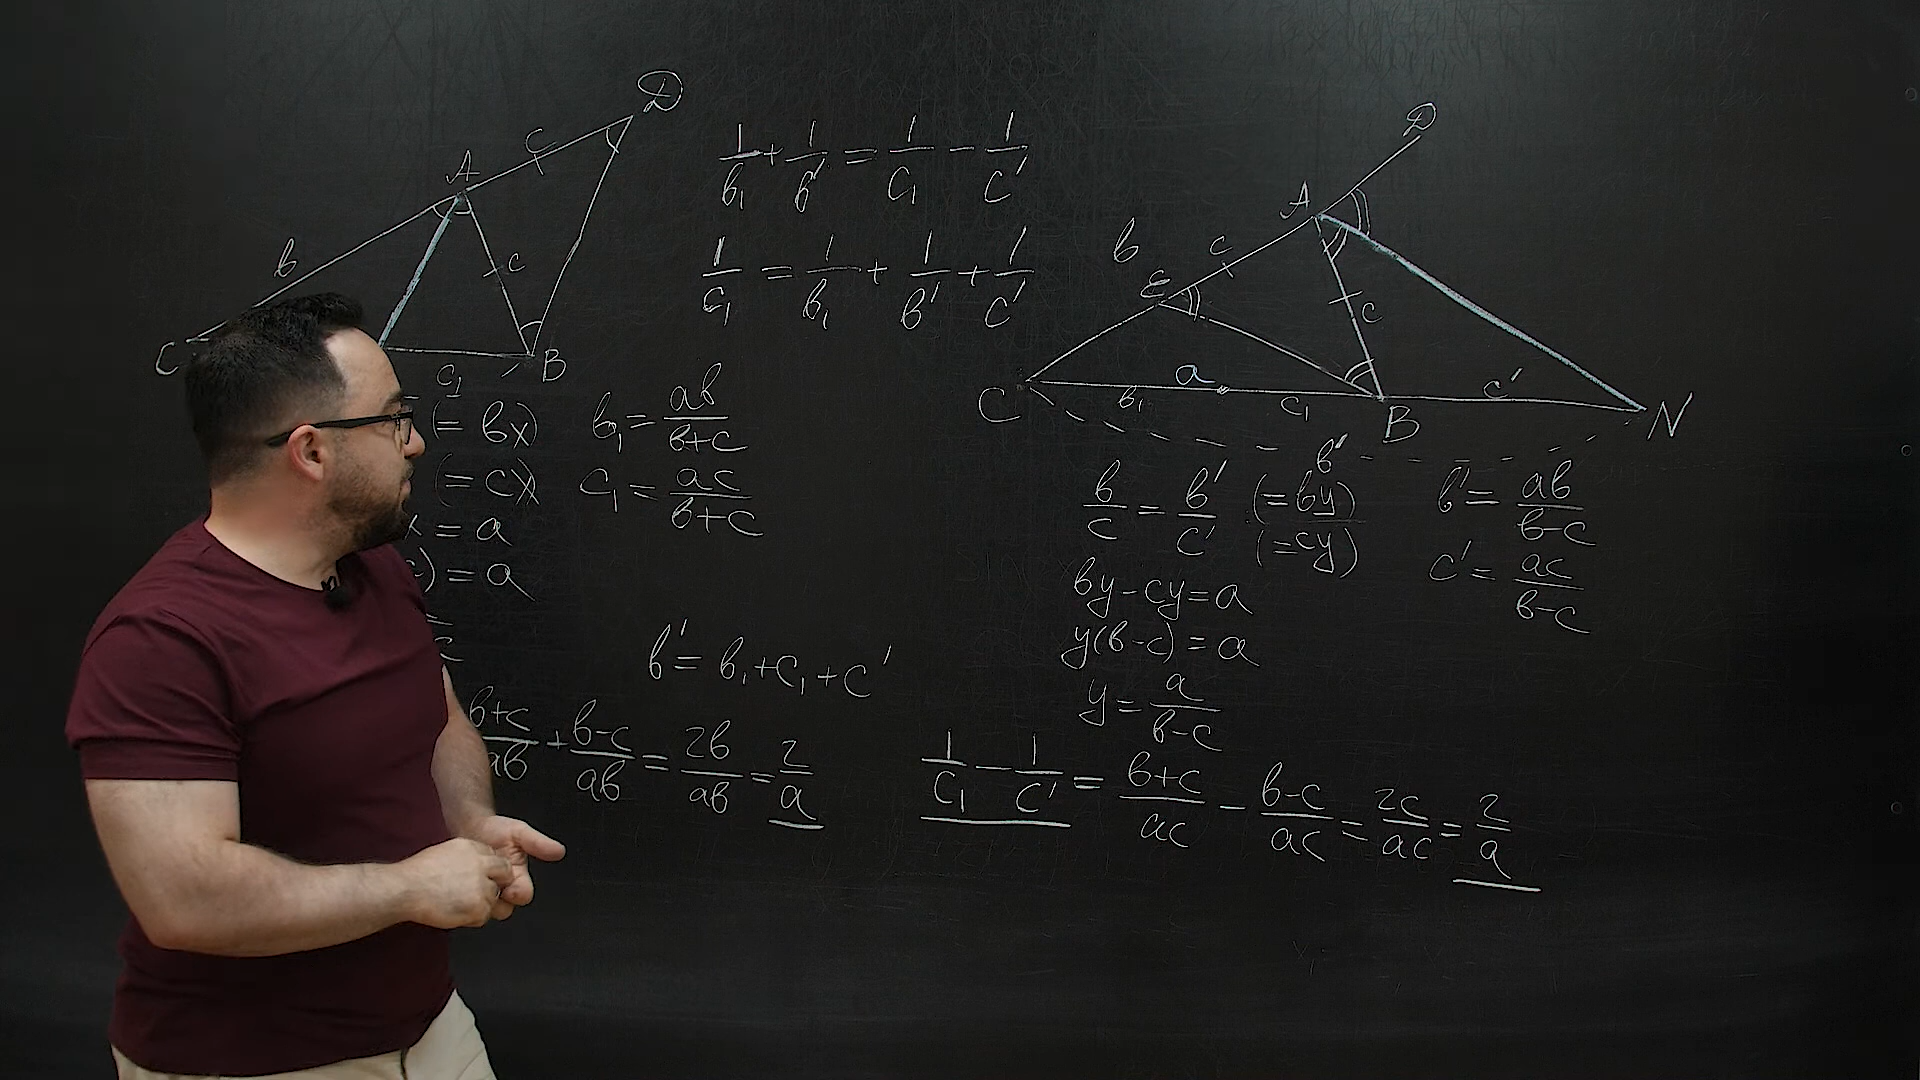 D
A
c
b
c
C
B
c₁
1/b₁ + 1/b' = 1/c₁ - 1/c'
1/c₁ = 1/b₁ + 1/b' + 1/c'
(= bx)
(= cx)
x = a
c) = a
b₁ = ab/(b+c)
c₁ = ac/(b+c)
b' = b₁ + c₁ + c'
(b+c)/ab + (b-c)/ab = 2b/ab = 2/a
D
A
b
c
E
c
C
a
b₁
c₁
B
c'
N
b'
b/c = b'/c' (=by) (=cy)
b' = ab/(b-c)
c' = ac/(b-c)
by - cy = a
y(b-c) = a
y = a/(b-c)
1/c₁ - 1/c' = (b+c)/ac - (b-c)/ac = 2c/ac = 2/a